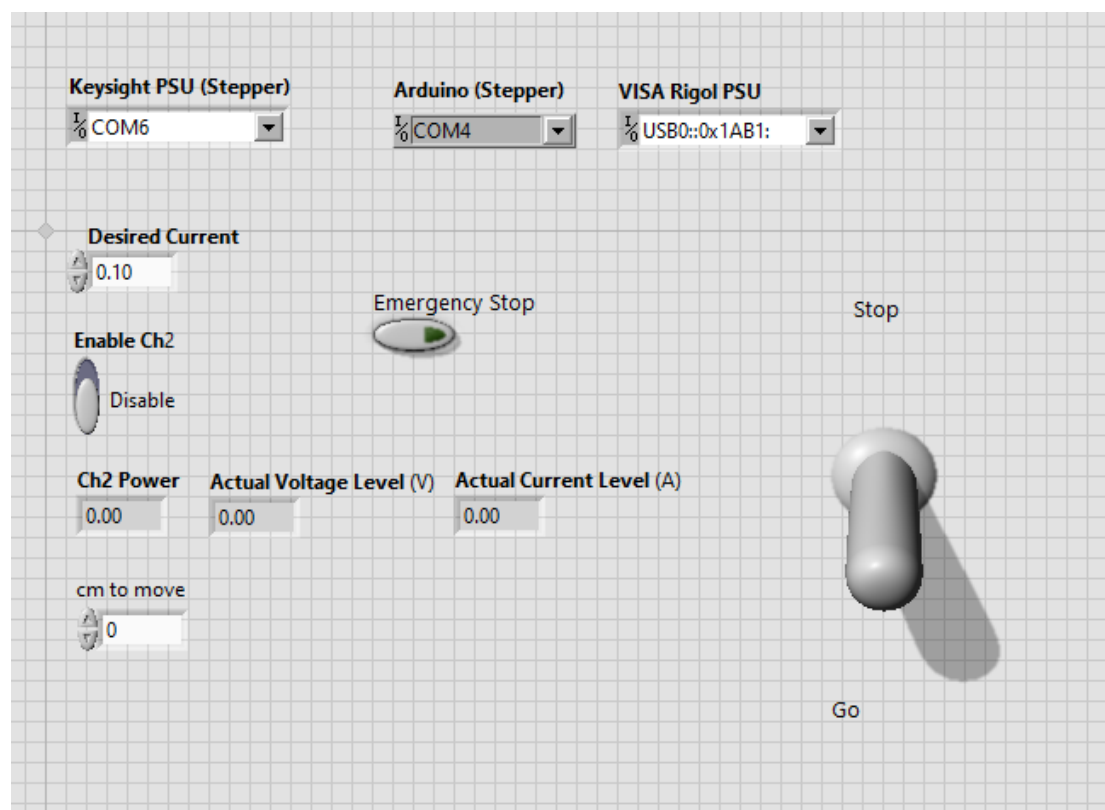 Keysight PSU (Stepper)
Arduino (Stepper)
VISA Rigol PSU
I/O COM6
I/O COM4
I/O USB0::0x1AB1:
Desired Current
0.10
Emergency Stop
Stop
Enable Ch2
Disable
Ch2 Power
Actual Voltage Level (V)
Actual Current Level (A)
0.00
0.00
0.00
cm to move
0
Go